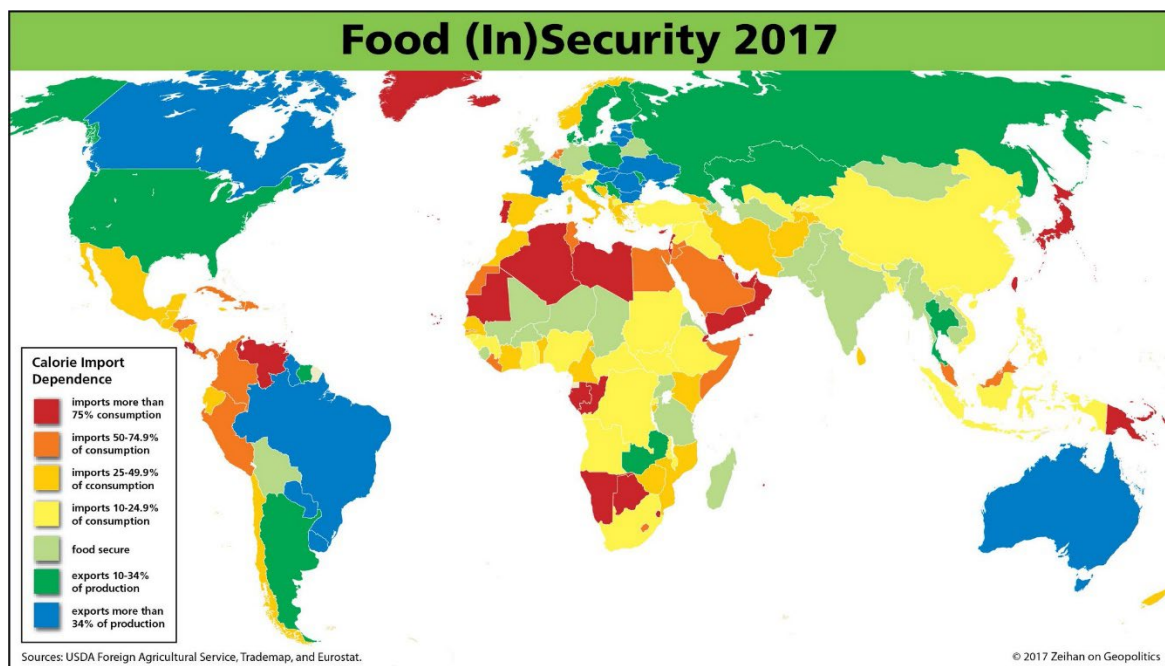 Food (In)Security 2017
Calorie Import
Dependence
imports more than
75% consumption
imports 50-74.9%
of consumption
imports 25-49.9%
of cconsumption
imports 10-24.9%
of consumption
food secure
exports 10-34%
of production
exports more than
34% of production
Sources: USDA Foreign Agricultural Service, Trademap, and Eurostat.
© 2017 Zeihan on Geopolitics